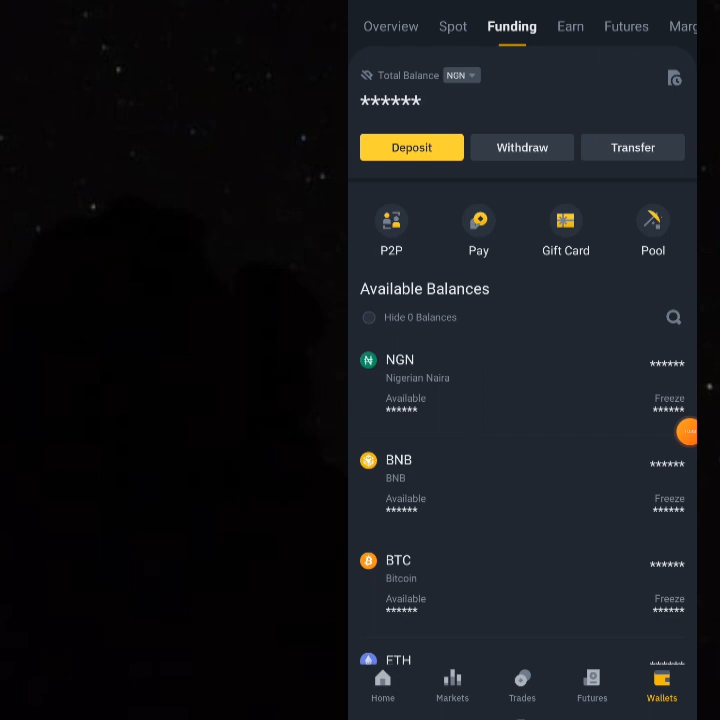 Overview Spot Funding Earn Futures Marg
Total Balance NGN
******
Deposit Withdraw Transfer
P2P Pay Gift Card Pool
Available Balances
Hide 0 Balances
NGN ******
Nigerian Naira
Available Freeze
****** ******
BNB ******
BNB
Available Freeze
****** ******
BTC ******
Bitcoin
Available Freeze
****** ******
ETH ******
Home Markets Trades Futures Wallets